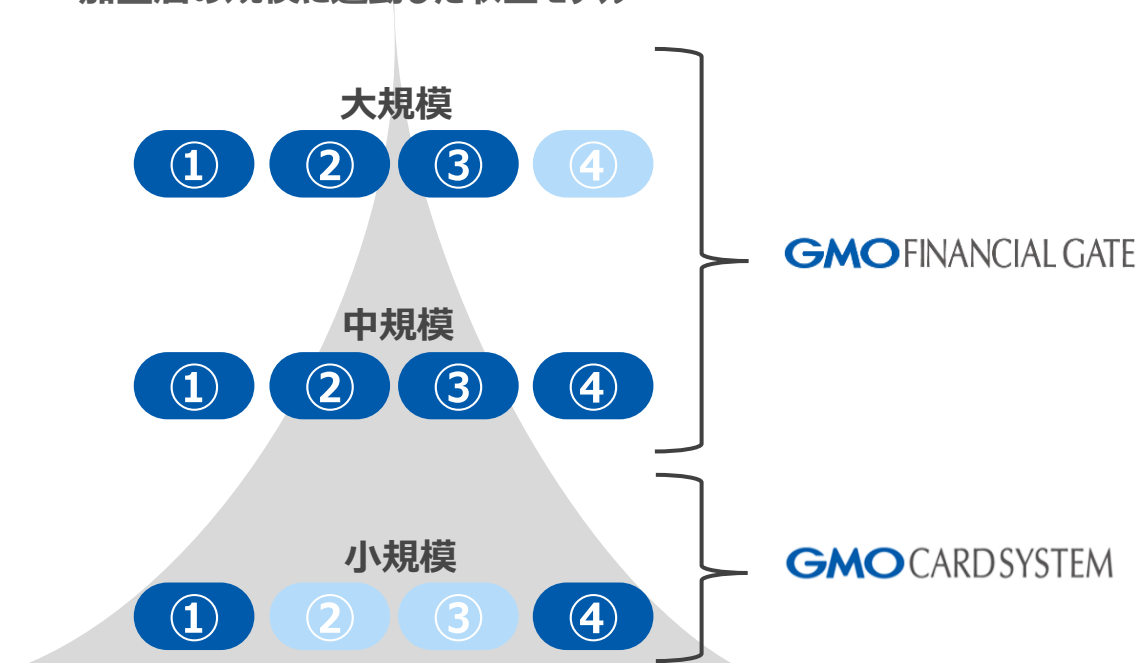 大規模
① ② ③ ④
GMO FINANCIAL GATE
中規模
① ② ③ ④
小規模
GMO CARDSYSTEM
① ② ③ ④